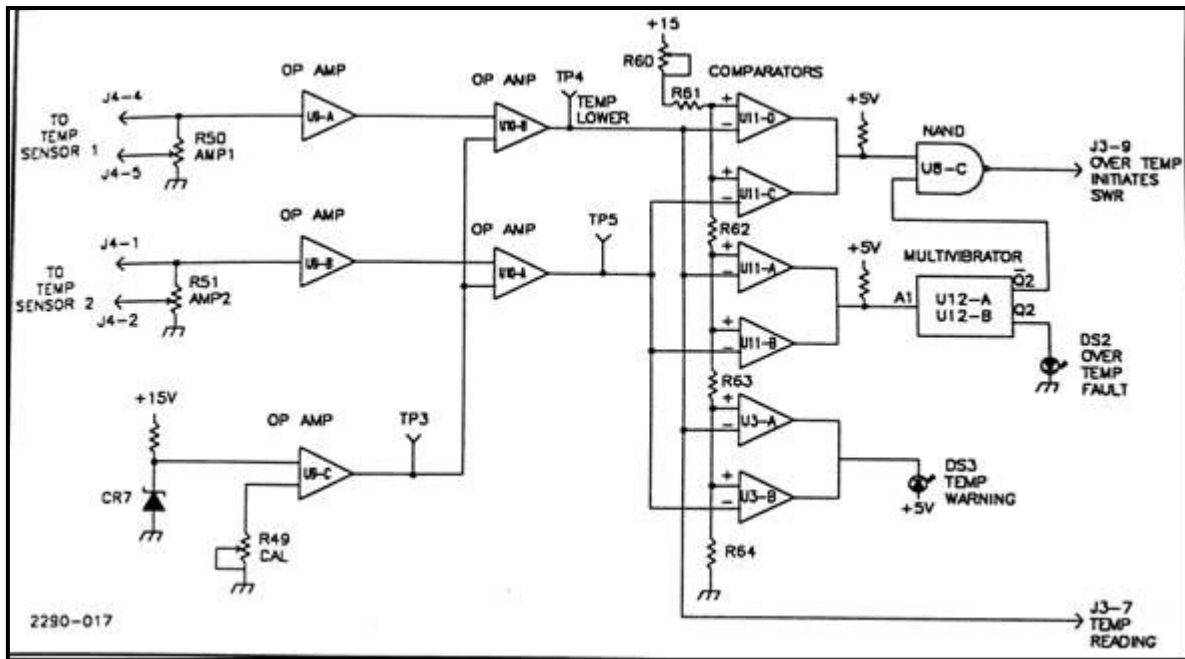 +15
R60
OP AMP
OP AMP
TP4
COMPARATORS
R61
+5V
J4-4
TEMP
LOWER
U9-A
U10-B
+
-
U11-D
NAND
TO
TEMP
SENSOR 1
R50
AMP1
J4-5
U8-C
J3-9
OVER TEMP
INITIATES
SWR
+
-
U11-C
OP AMP
OP AMP
TP5
R62
+5V
J4-1
U9-B
U10-A
+
-
U11-A
MULTIVIBRATOR
TO
TEMP
SENSOR 2
R51
AMP2
J4-2
A1
U12-A
U12-B
Q2
Q2
+
-
U11-B
DS2
OVER
TEMP
FAULT
R63
+15V
OP AMP
TP3
+
-
U3-A
U9-C
DS3
TEMP
WARNING
+5V
CR7
+
-
U3-B
R49
CAL
R64
2290-017
J3-7
TEMP
READING